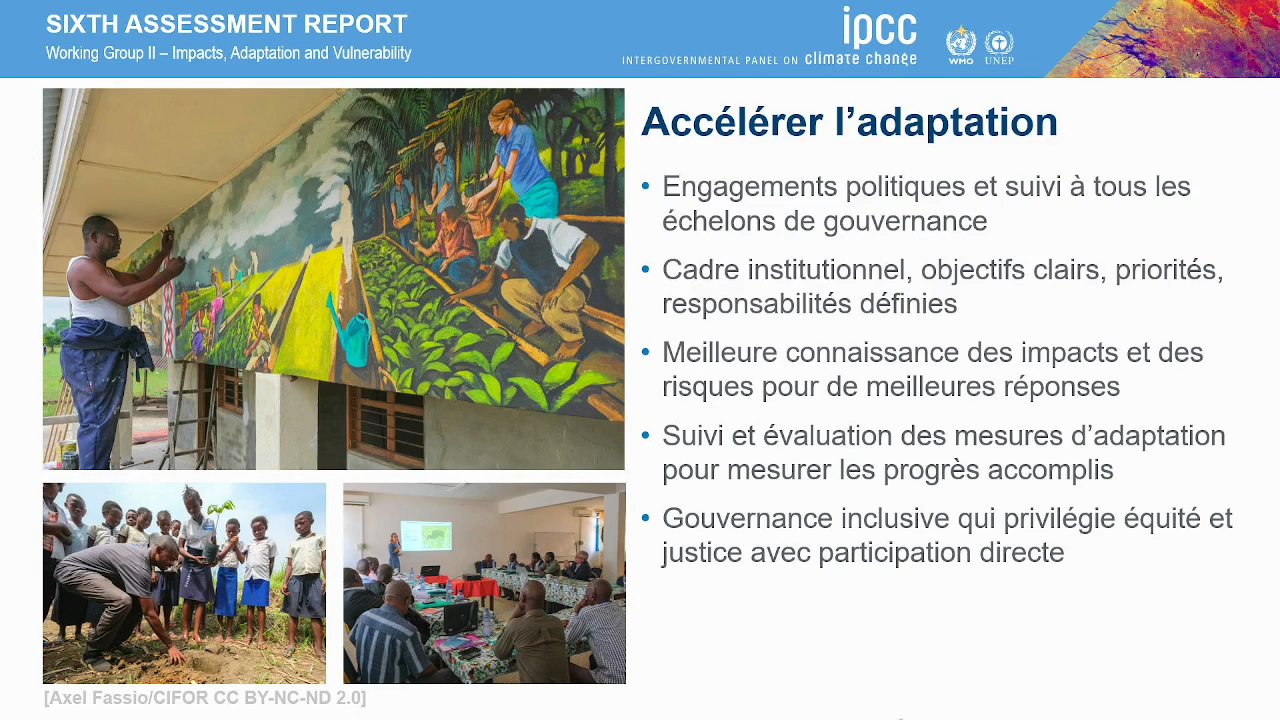 SIXTH ASSESSMENT REPORT
Working Group II – Impacts, Adaptation and Vulnerability
ipcc
INTERGOVERNMENTAL PANEL ON climate change
WMO
UNEP
Accélérer l’adaptation
• Engagements politiques et suivi à tous les
échelons de gouvernance
• Cadre institutionnel, objectifs clairs, priorités,
responsabilités définies
• Meilleure connaissance des impacts et des
risques pour de meilleures réponses
• Suivi et évaluation des mesures d’adaptation
pour mesurer les progrès accomplis
• Gouvernance inclusive qui privilégie équité et
justice avec participation directe
[Axel Fassio/CIFOR CC BY-NC-ND 2.0]